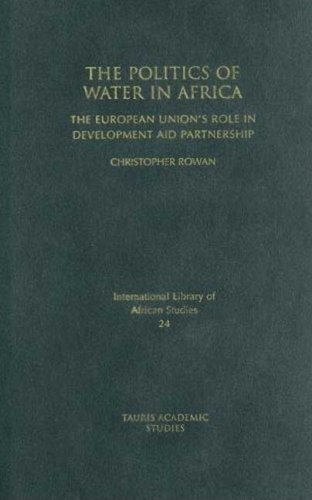 THE POLITICS OF
WATER IN AFRICA
THE EUROPEAN UNION'S ROLE IN
DEVELOPMENT AID PARTNERSHIP
CHRISTOPHER ROWAN
International Library of
African Studies
24
TAURIS ACADEMIC
STUDIES